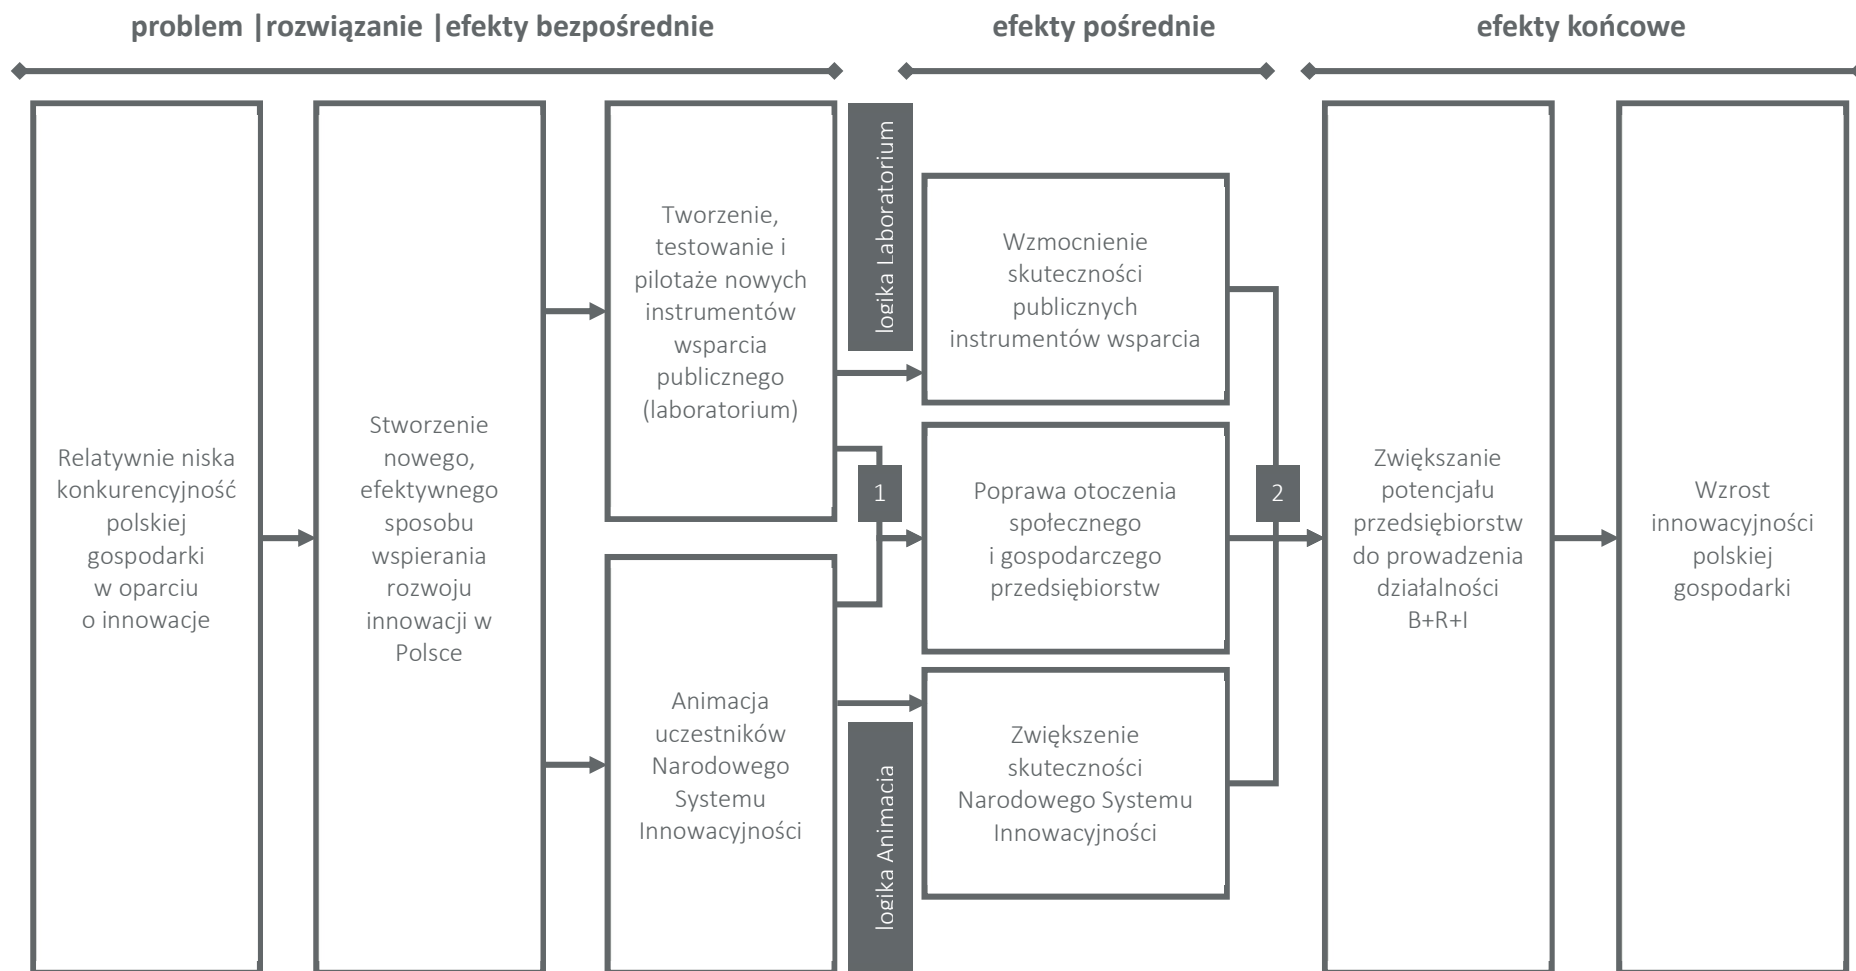 problem |rozwiązanie |efekty bezpośrednie
efekty pośrednie
efekty końcowe
Relatywnie niska
konkurencyjność
polskiej
gospodarki
w oparciu
o innowacje
Stworzenie
nowego,
efektywnego
sposobu
wspierania
rozwoju
innowacji w
Polsce
Tworzenie,
testowanie i
pilotaże nowych
instrumentów
wsparcia
publicznego
(laboratorium)
Animacja
uczestników
Narodowego
Systemu
Innowacyjności
logika Laboratorium
1
logika Animacja
Wzmocnienie
skuteczności
publicznych
instrumentów wsparcia
Poprawa otoczenia
społecznego
i gospodarczego
przedsiębiorstw
Zwiększenie
skuteczności
Narodowego Systemu
Innowacyjności
2
Zwiększanie
potencjału
przedsiębiorstw
do prowadzenia
działalności
B+R+I
Wzrost
innowacyjności
polskiej
gospodarki